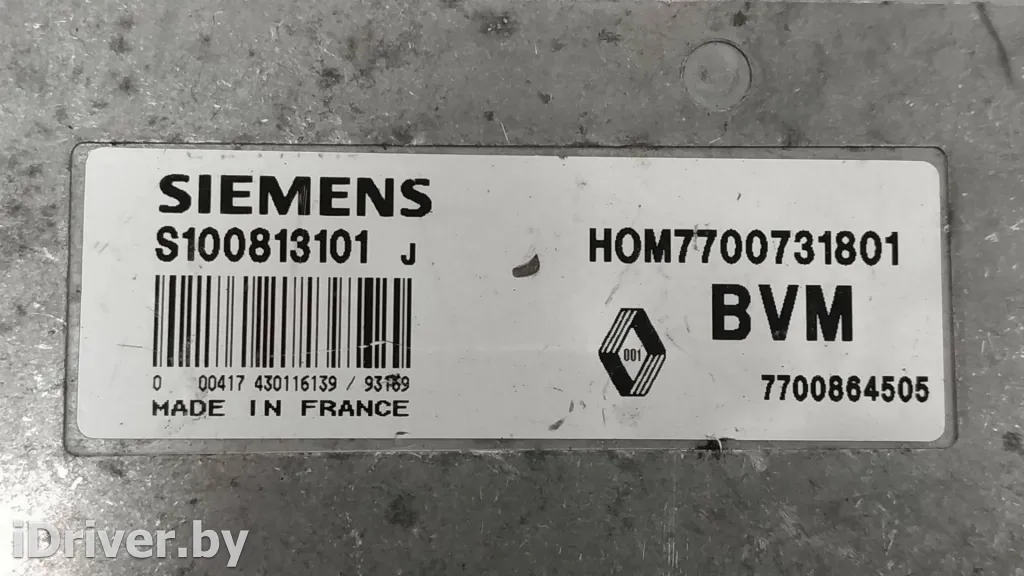 SIEMENS
S100813101 J
HOM7700731801
BVM
001
0 00417 430116139 / 93169
7700864505
MADE IN FRANCE
iDriver.by